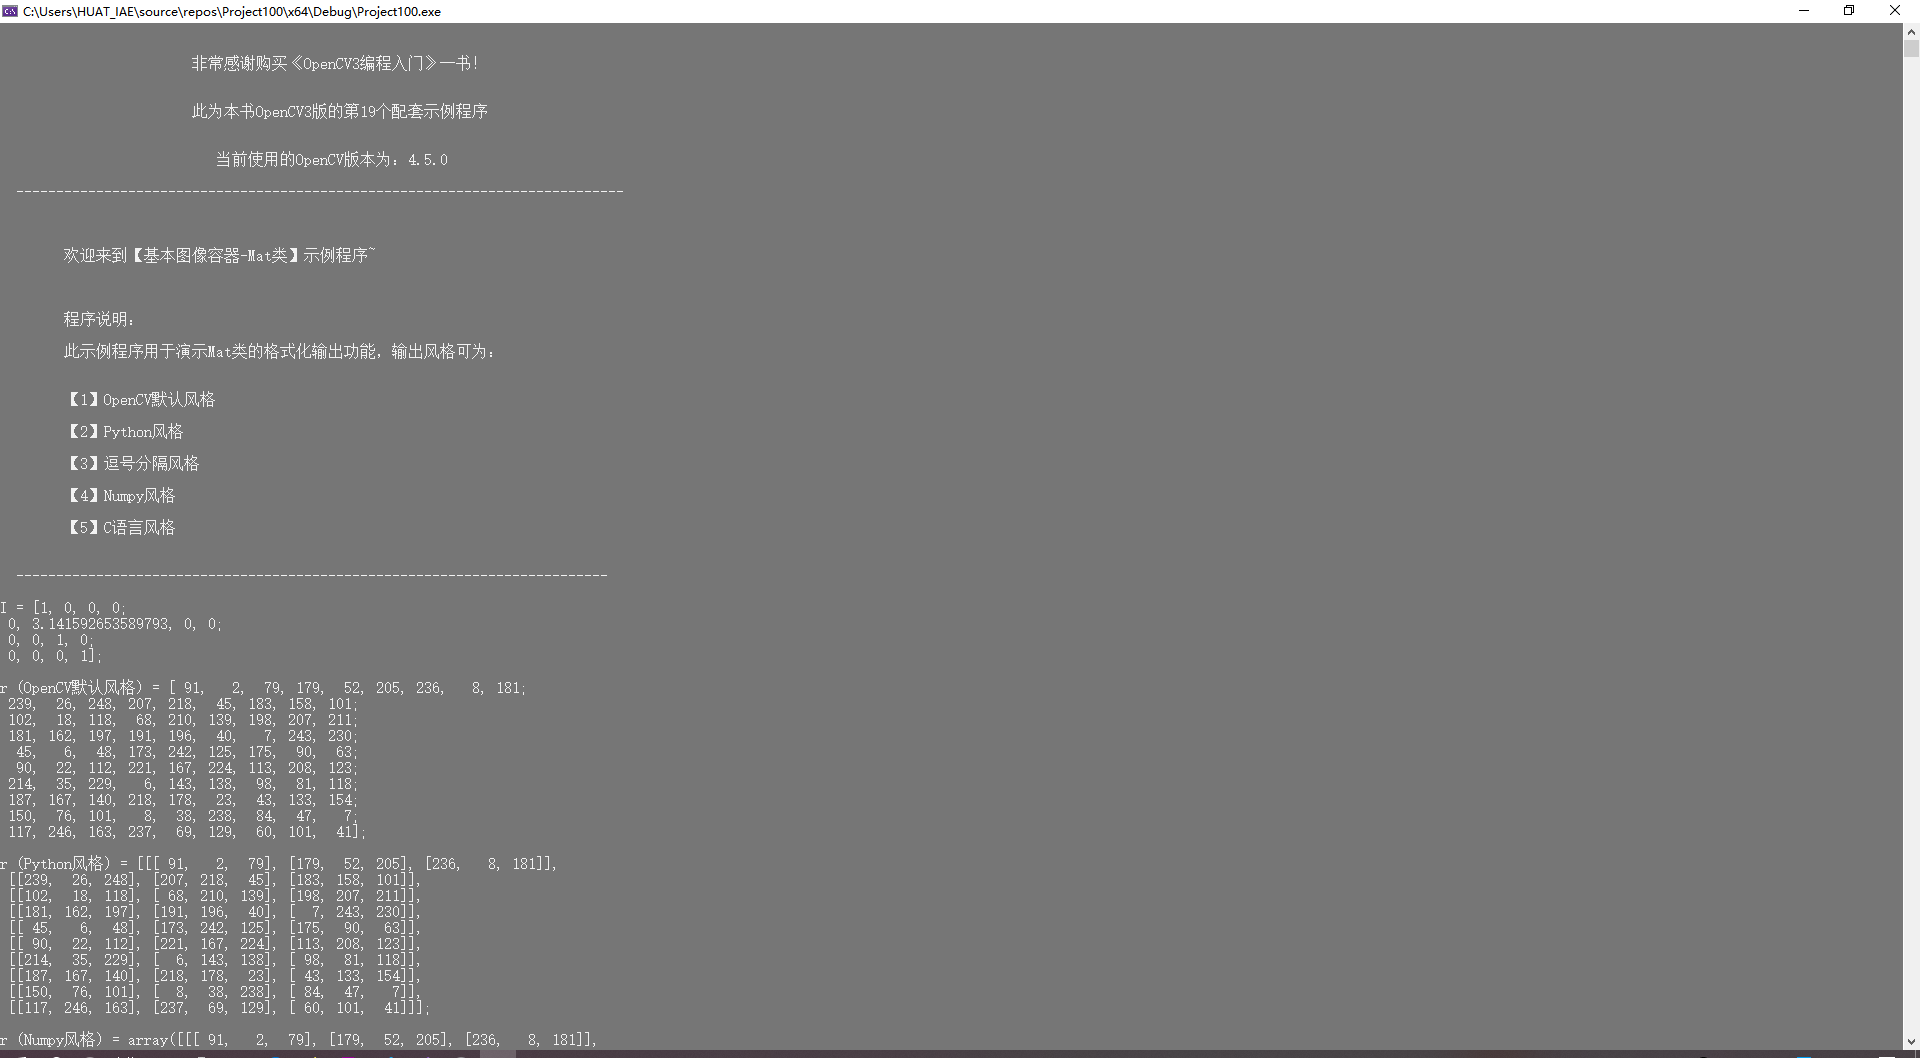 C:\Users\HUAT_IAE\source\repos\Project100\x64\Debug\Project100.exe
非常感谢购买《OpenCV3编程入门》一书!
此为本书OpenCV3版的第19个配套示例程序
当前使用的OpenCV版本为: 4.5.0
----------------------------------------------------------------------------
欢迎来到【基本图像容器-Mat类】示例程序~
程序说明:
此示例程序用于演示Mat类的格式化输出功能, 输出风格可为:
【1】OpenCV默认风格
【2】Python风格
【3】逗号分隔风格
【4】Numpy风格
【5】C语言风格
--------------------------------------------------------------------------
I = [1, 0, 0, 0;
0, 3.141592653589793, 0, 0;
0, 0, 1, 0;
0, 0, 0, 1];
r (OpenCV默认风格) = [ 91,   2,  79, 179,  52, 205, 236,   8, 181;
239,  26, 248, 207, 218,  45, 183, 158, 101;
102,  18, 118,  68, 210, 139, 198, 207, 211;
181, 162, 197, 191, 196,  40,   7, 243, 230;
45,   6,  48, 173, 242, 125, 175,  90,  63;
90,  22, 112, 221, 167, 224, 113, 208, 123;
214,  35, 229,   6, 143, 138,  98,  81, 118;
187, 167, 140, 218, 178,  23,  43, 133, 154;
150,  76, 101,   8,  38, 238,  84,  47,   7;
117, 246, 163, 237,  69, 129,  60, 101,  41];
r (Python风格) = [[[ 91,   2,  79], [179,  52, 205], [236,   8, 181]],
[[239,  26, 248], [207, 218,  45], [183, 158, 101]],
[[102,  18, 118], [ 68, 210, 139], [198, 207, 211]],
[[181, 162, 197], [191, 196,  40], [  7, 243, 230]],
[[ 45,   6,  48], [173, 242, 125], [175,  90,  63]],
[[ 90,  22, 112], [221, 167, 224], [113, 208, 123]],
[[214,  35, 229], [  6, 143, 138], [ 98,  81, 118]],
[[187, 167, 140], [218, 178,  23], [ 43, 133, 154]],
[[150,  76, 101], [  8,  38, 238], [ 84,  47,   7]],
[[117, 246, 163], [237,  69, 129], [ 60, 101,  41]]];
r (Numpy风格) = array([[[ 91,   2,  79], [179,  52, 205], [236,   8, 181]],